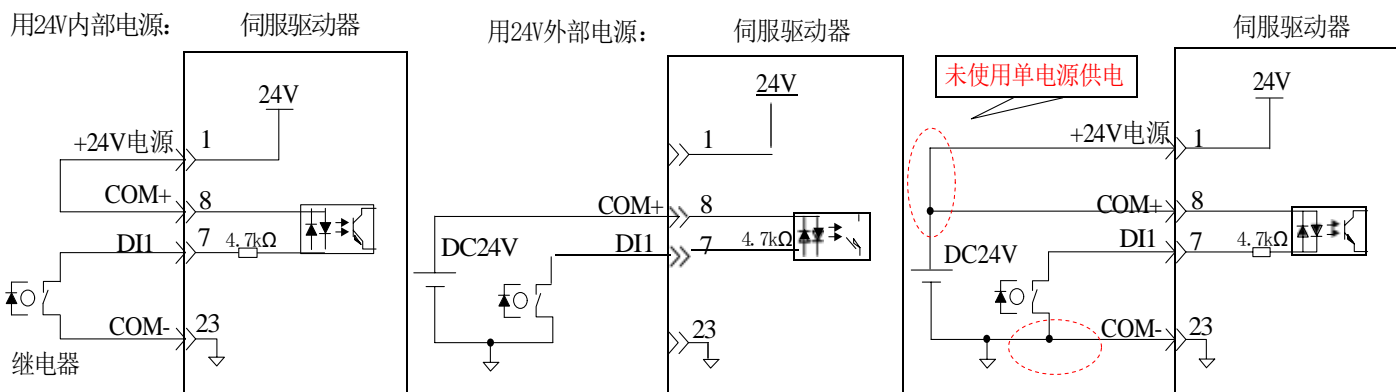 用24V内部电源：
伺服驱动器
24V
+24V电源
1
COM+
8
DI1
7
4.7kΩ
COM-
23
继电器
用24V外部电源：
伺服驱动器
24V
1
COM+
8
DI1
7
4.7kΩ
DC24V
23
伺服驱动器
未使用单电源供电
24V
+24V电源
1
COM+
8
DI1
7
4.7kΩ
DC24V
COM-
23